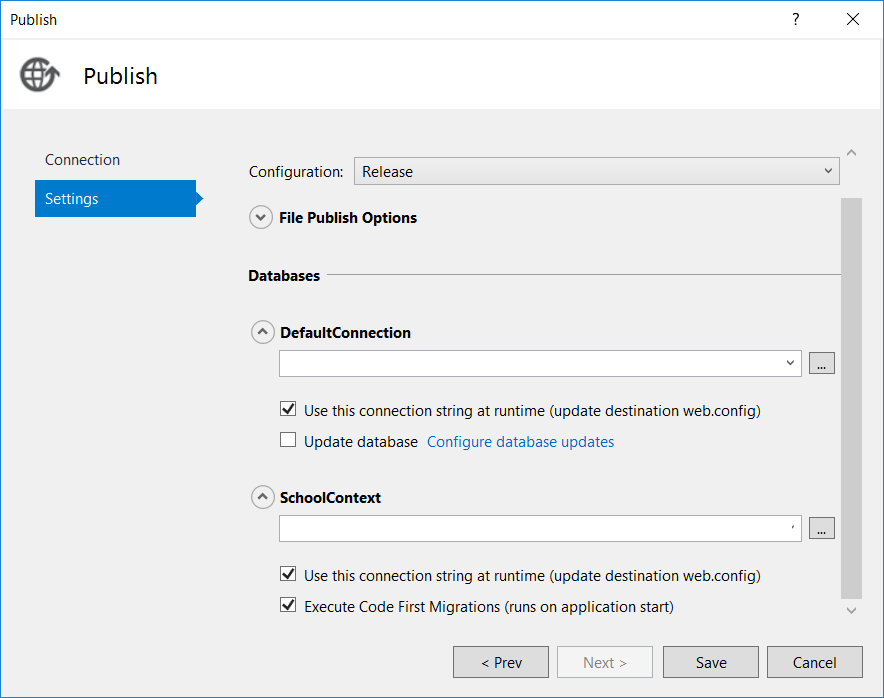 Publish ?
Publish
Connection
Settings
Configuration: Release
File Publish Options
Databases
DefaultConnection
...
Use this connection string at runtime (update destination web.config)
Update database Configure database updates
SchoolContext
...
Use this connection string at runtime (update destination web.config)
Execute Code First Migrations (runs on application start)
< Prev Next > Save Cancel